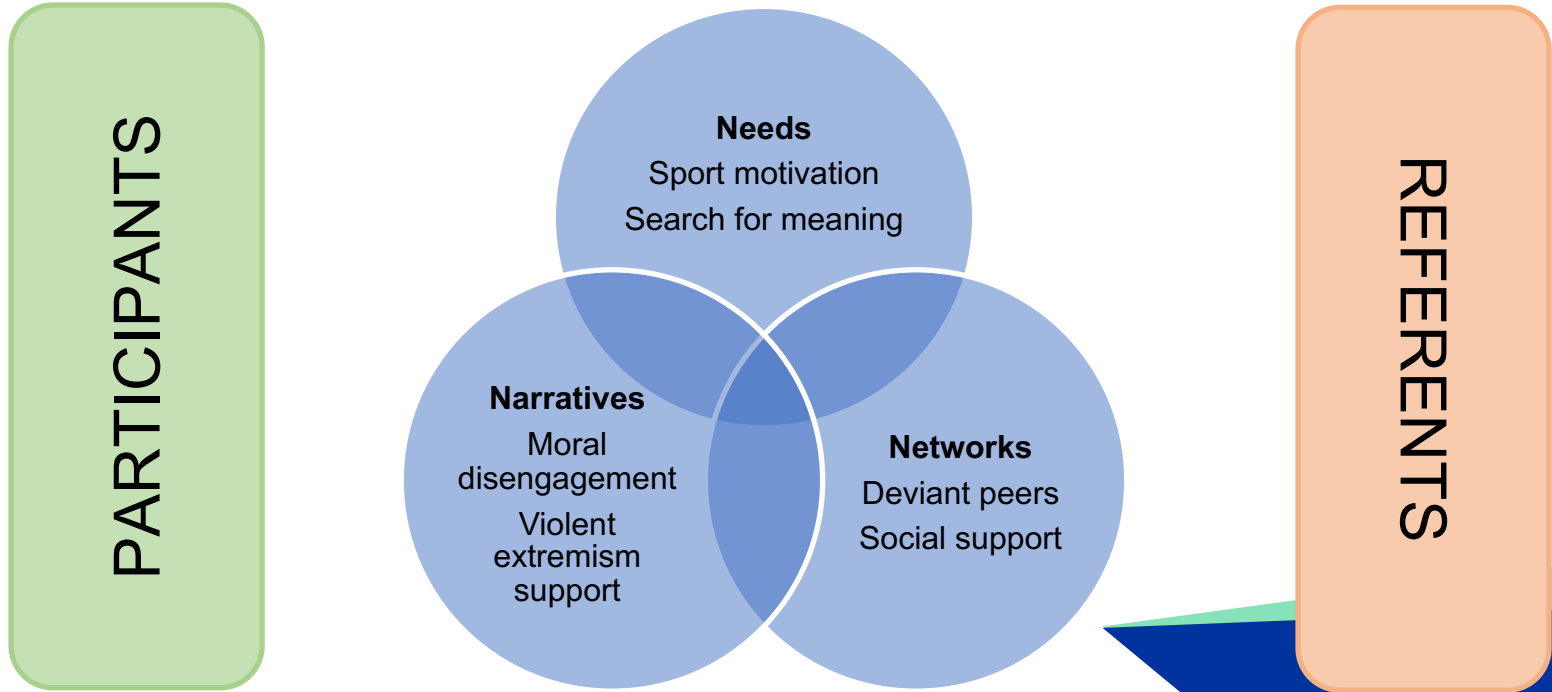 PARTICIPANTS
Needs
Sport motivation
Search for meaning
Narratives
Moral
disengagement
Violent
extremism
support
Networks
Deviant peers
Social support
REFERENTS